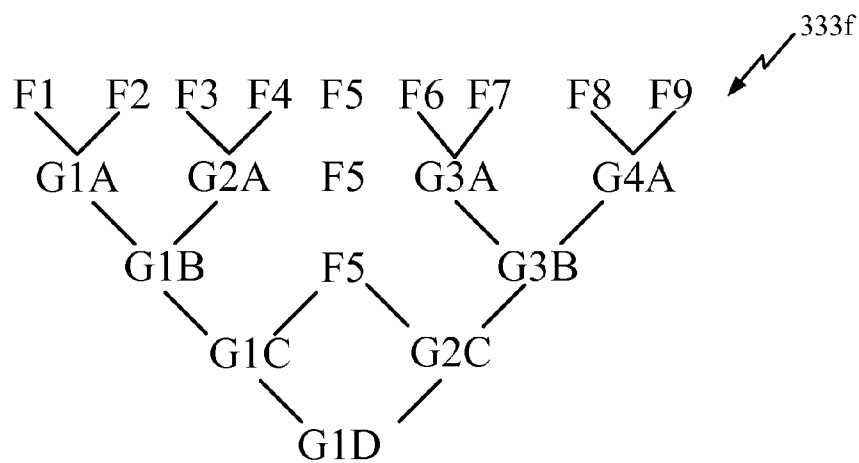 333f
F1 F2 F3 F4 F5 F6 F7 F8 F9
G1A G2A F5 G3A G4A
G1B F5 G3B
G1C G2C
G1D